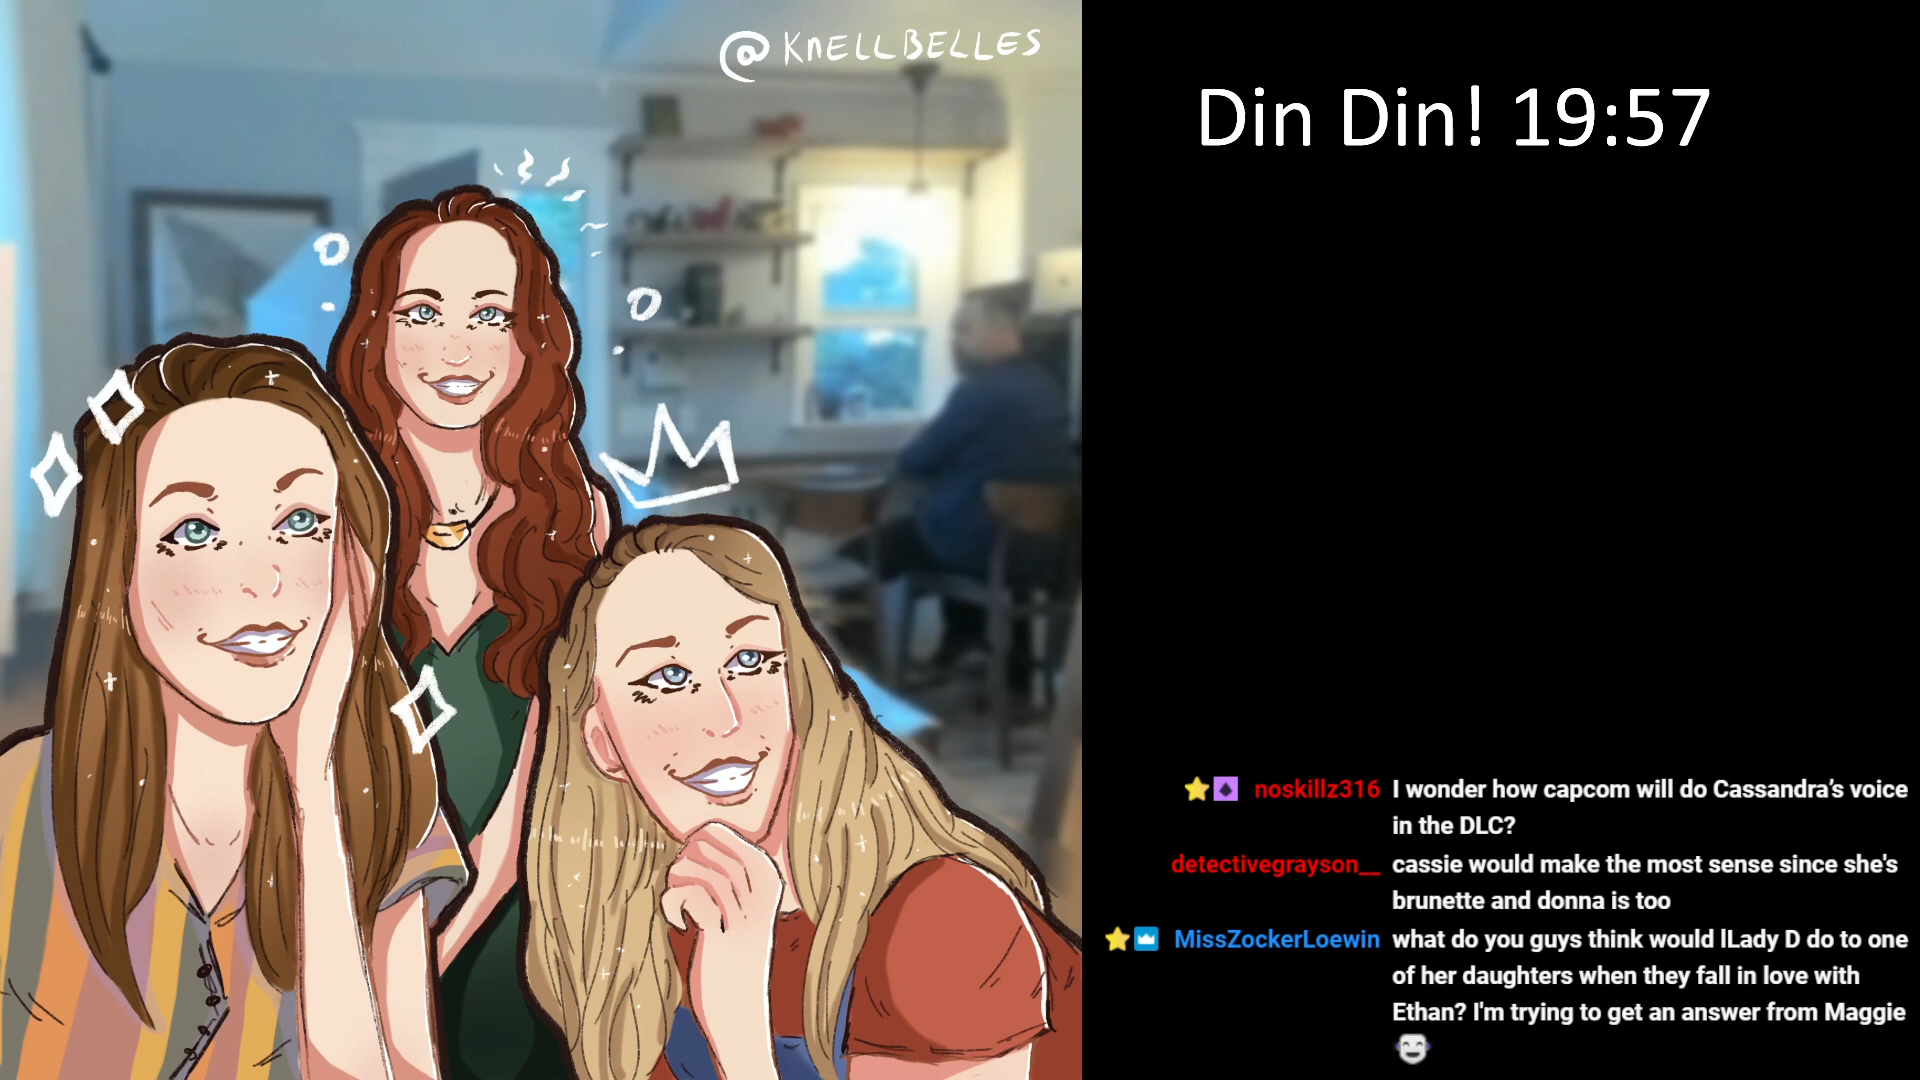 @KNELLBELLES
Din Din! 19:57
noskillz316 I wonder how capcom will do Cassandra’s voice
in the DLC?
detectivegrayson__ cassie would make the most sense since she's
brunette and donna is too
MissZockerLoewin what do you guys think would lLady D do to one
of her daughters when they fall in love with
Ethan? I'm trying to get an answer from Maggie